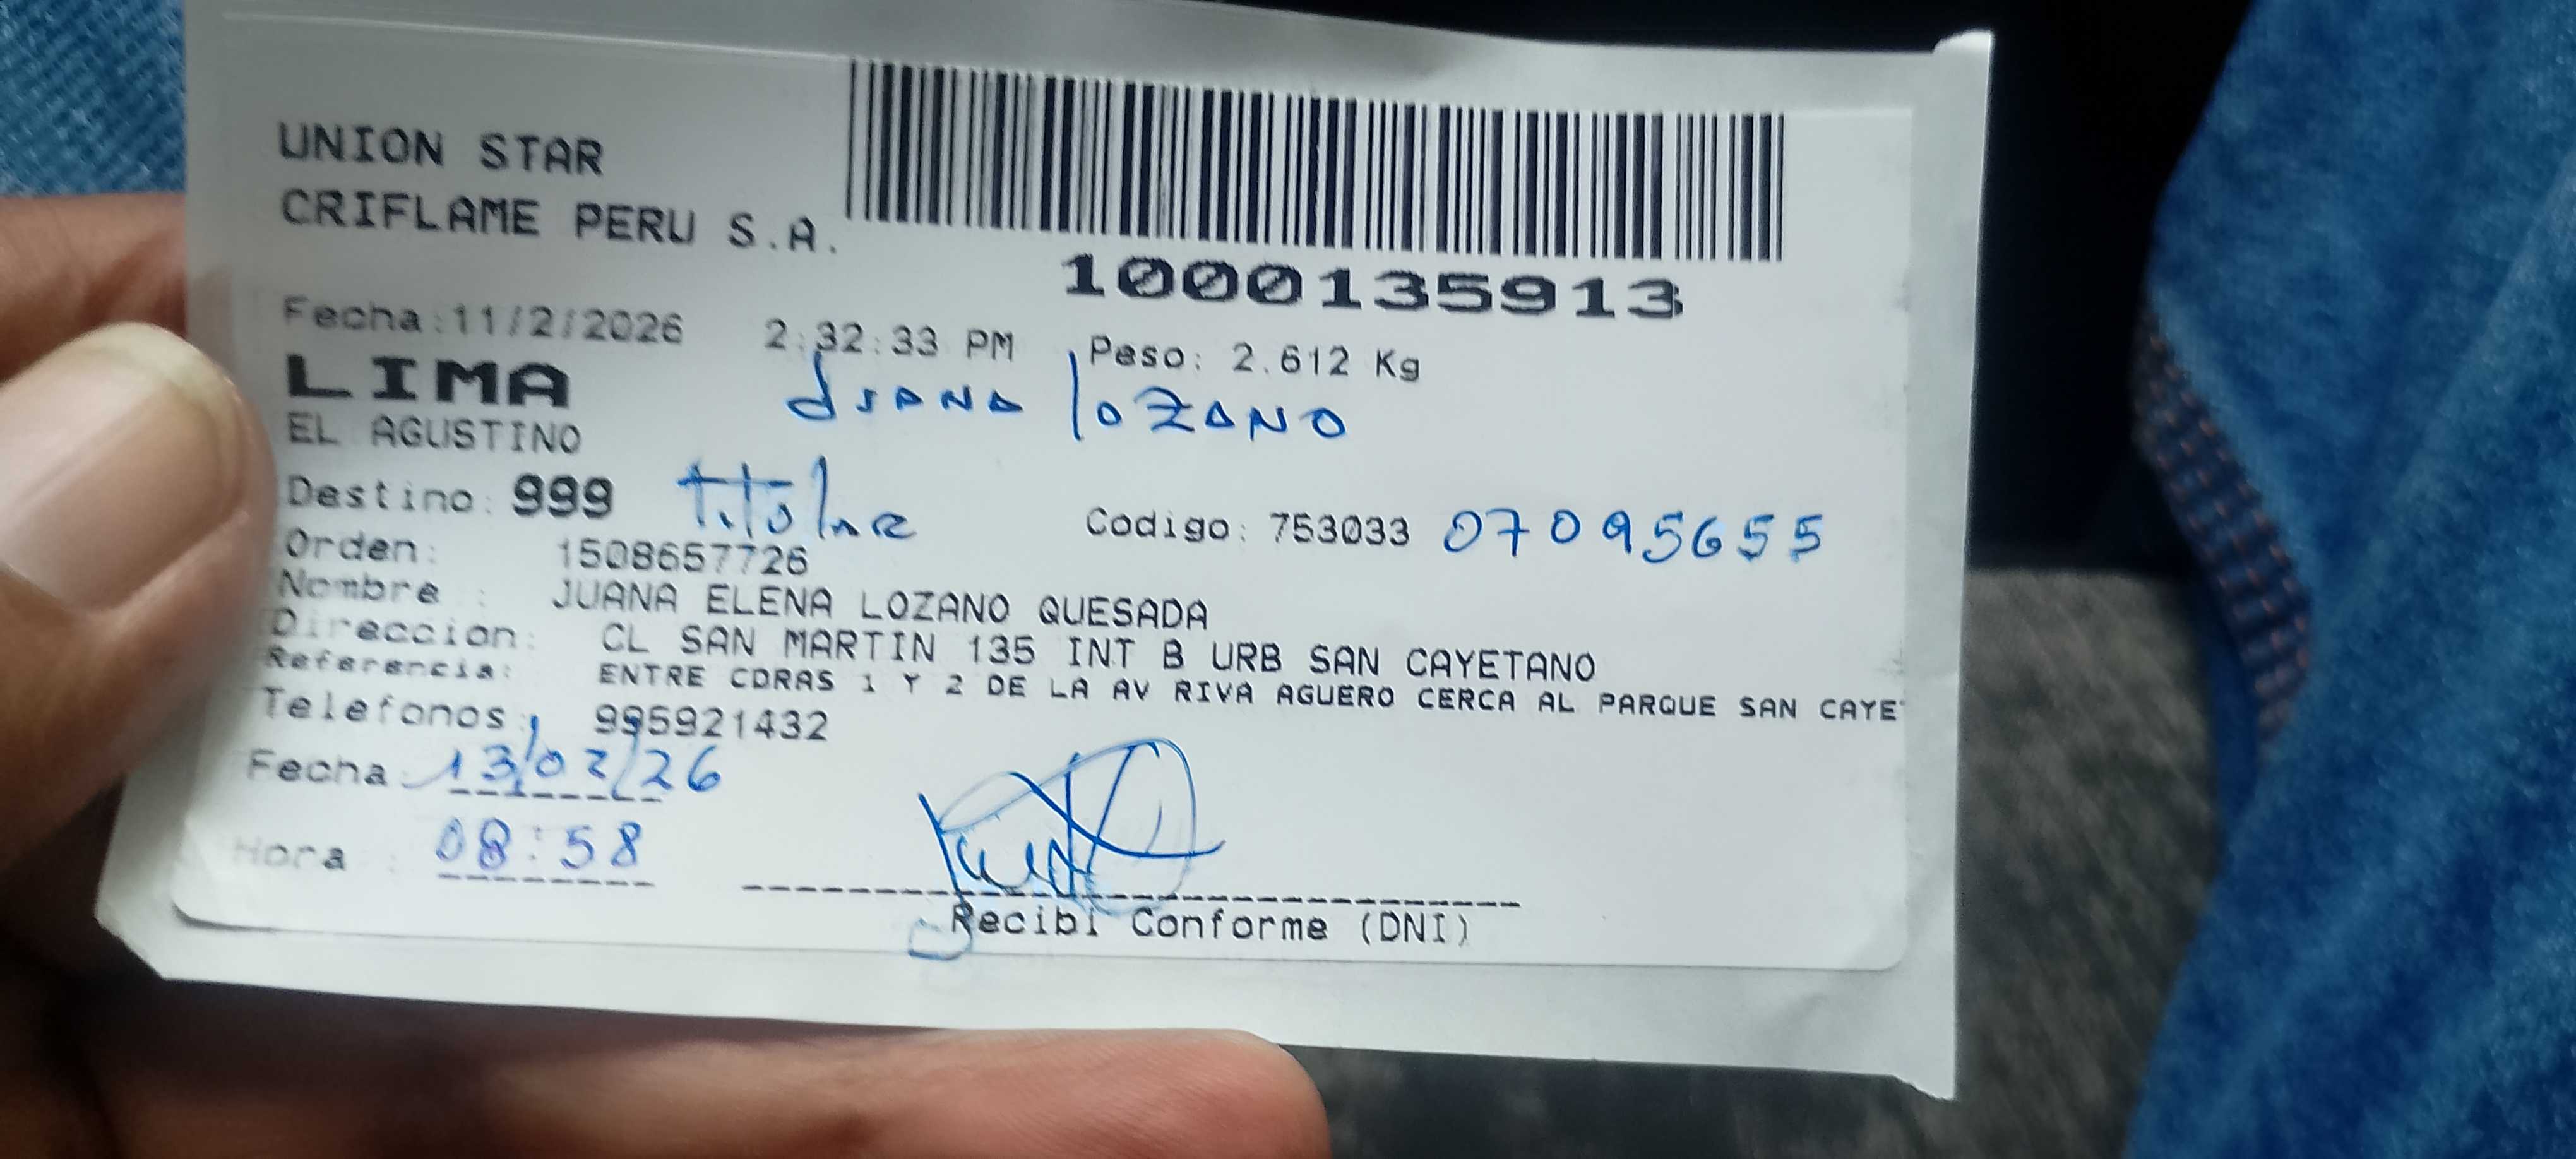 UNION STAR
CRIFLAME PERU S.A.
1000135913
Fecha:11/2/2026 2:32:33 PM Peso: 2.612 Kg
LIMA
Lozano
EL AGUSTINO
Destino: 999 Titular Codigo: 753033 07095655
Orden: 1508657726
Nombre : JUANA ELENA LOZANO QUESADA
Direccion: CL SAN MARTIN 135 INT B URB SAN CAYETANO
Referencia: ENTRE CDRAS 1 Y 2 DE LA AV RIVA AGUERO CERCA AL PARQUE SAN CAYE
Telefonos: 995921432
Fecha: 13/02/26
Hora : 08:58
Recibi Conforme (DNI)